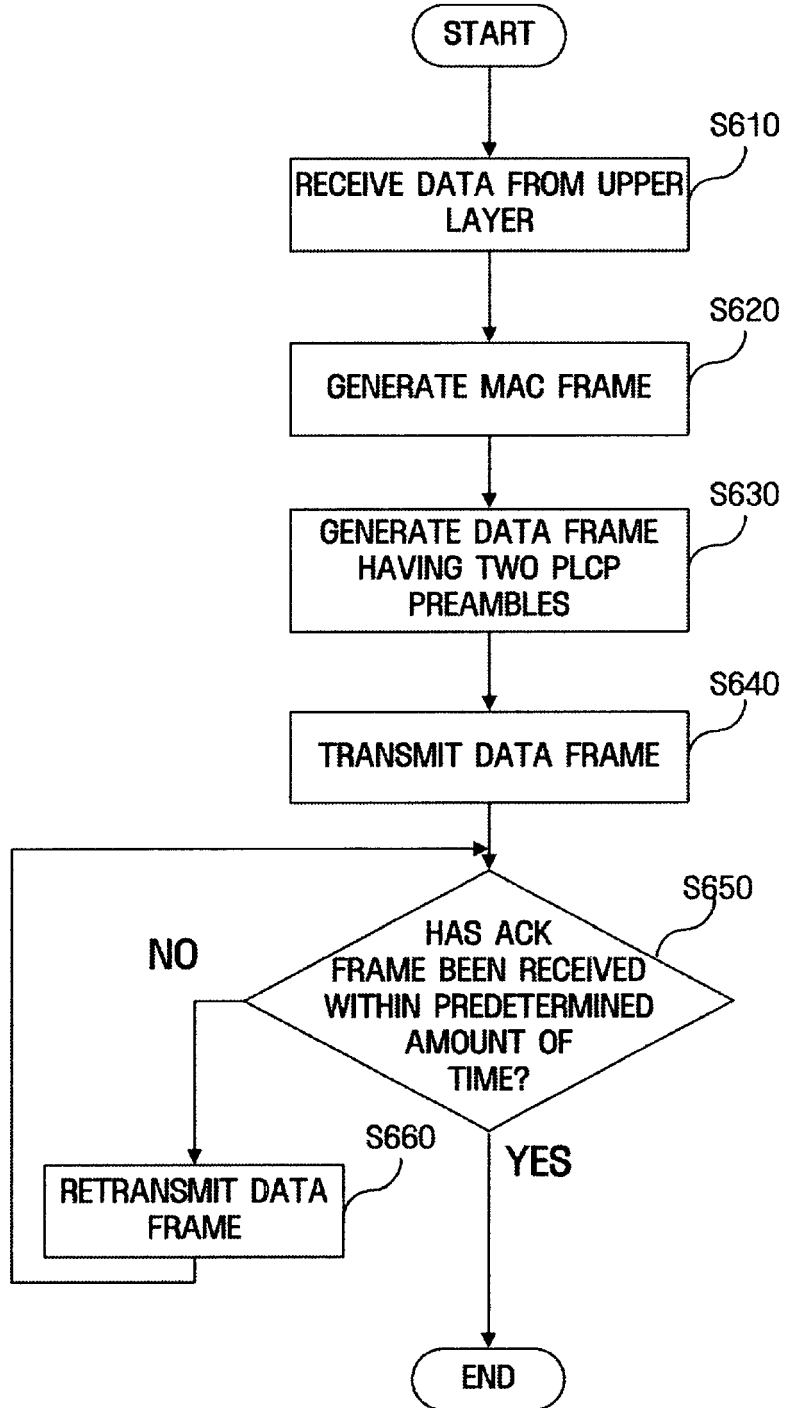 START
S610
RECEIVE DATA FROM UPPER
LAYER
S620
GENERATE MAC FRAME
S630
GENERATE DATA FRAME
HAVING TWO PLCP
PREAMBLES
S640
TRANSMIT DATA FRAME
S650
HAS ACK
FRAME BEEN RECEIVED
WITHIN PREDETERMINED
AMOUNT OF
TIME?
NO
S660
YES
RETRANSMIT DATA
FRAME
END